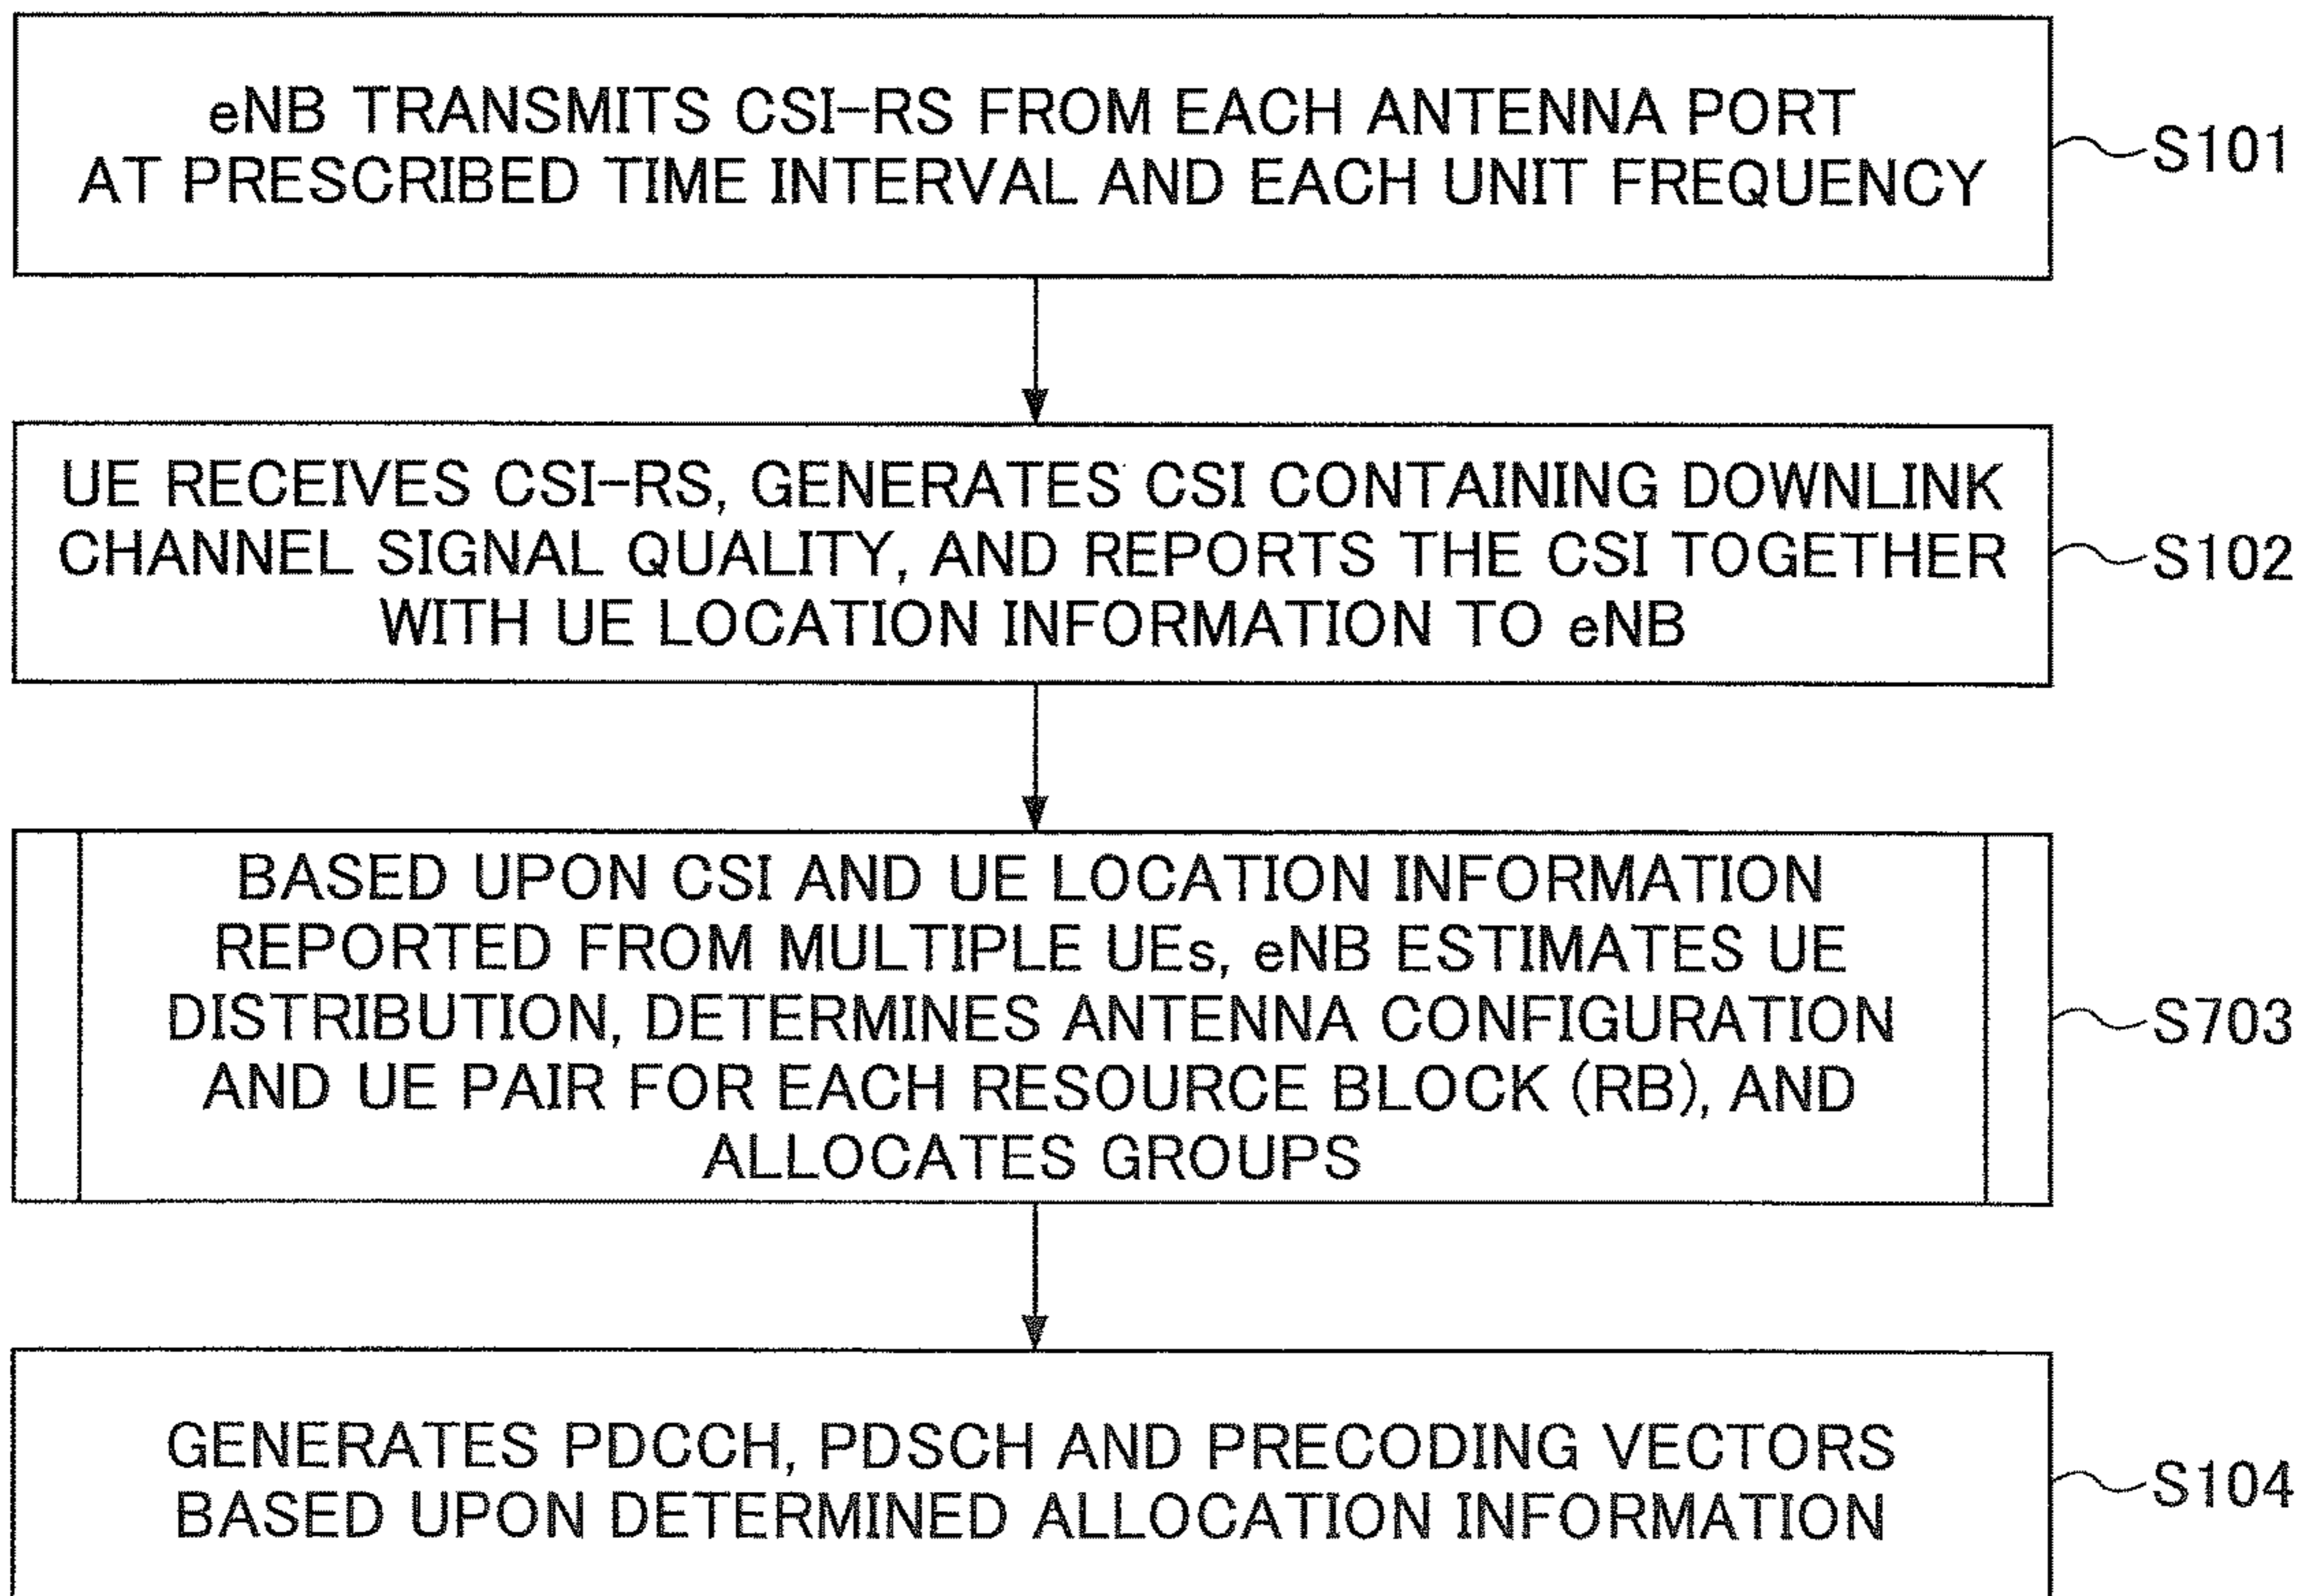 eNB TRANSMITS CSI-RS FROM EACH ANTENNA PORT
AT PRESCRIBED TIME INTERVAL AND EACH UNIT FREQUENCY
S101
UE RECEIVES CSI-RS, GENERATES CSI CONTAINING DOWNLINK
CHANNEL SIGNAL QUALITY, AND REPORTS THE CSI TOGETHER
WITH UE LOCATION INFORMATION TO eNB
S102
BASED UPON CSI AND UE LOCATION INFORMATION
REPORTED FROM MULTIPLE UEs, eNB ESTIMATES UE
DISTRIBUTION, DETERMINES ANTENNA CONFIGURATION
AND UE PAIR FOR EACH RESOURCE BLOCK (RB), AND
ALLOCATES GROUPS
S703
GENERATES PDCCH, PDSCH AND PRECODING VECTORS
BASED UPON DETERMINED ALLOCATION INFORMATION
S104